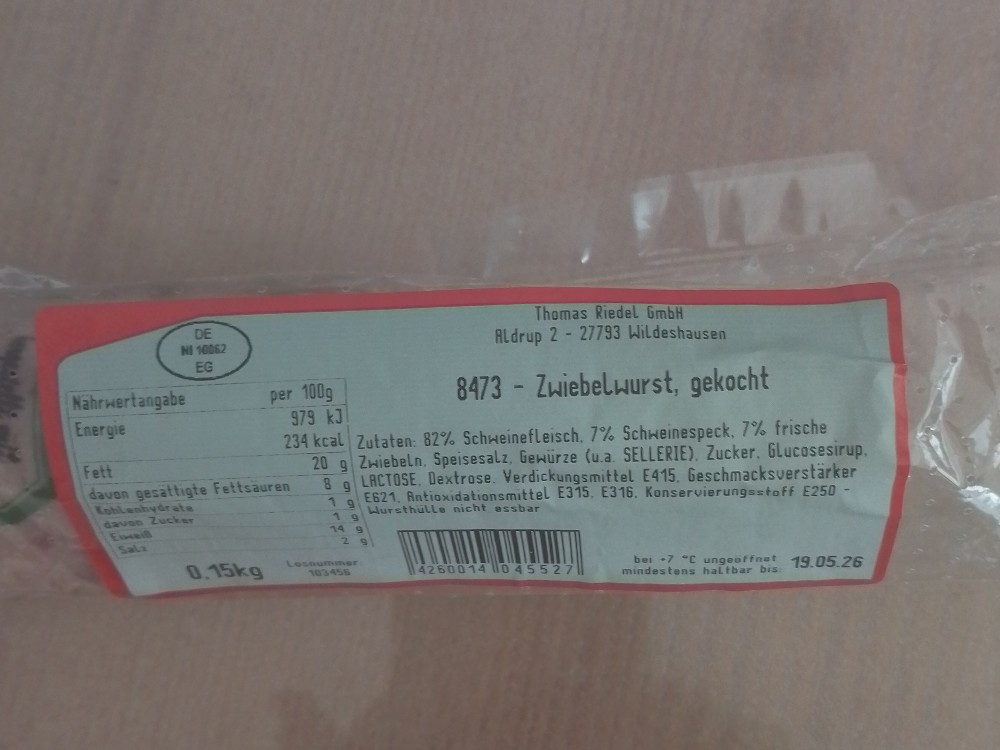 DE
NI 10062
EG
Thomas Riedel GmbH
Aldrup 2 - 27793 Wildeshausen
8473 - Zwiebelwurst, gekocht
Nährwertangabe per 100g
Energie 979 kJ
234 kcal
Fett 20 g
davon gesättigte Fettsäuren 8 g
Kohlenhydrate 1 g
davon Zucker 1 g
Eiweiß 14 g
Salz 2 g
Zutaten: 82% Schweinefleisch, 7% Schweinespeck, 7% frische
Zwiebeln, Speisesalz, Gewürze (u.a. SELLERIE), Zucker, Glucosesirup,
LACTOSE, Dextrose, Verdickungsmittel E415, Geschmacksverstärker
E621, Antioxidationsmittel E315, E316, Konservierungsstoff E250 -
Wursthülle nicht essbar
0.15kg
Losnummer:
103456
4260014 045527
bei +7 °C ungeöffnet
mindestens haltbar bis: 19.05.26